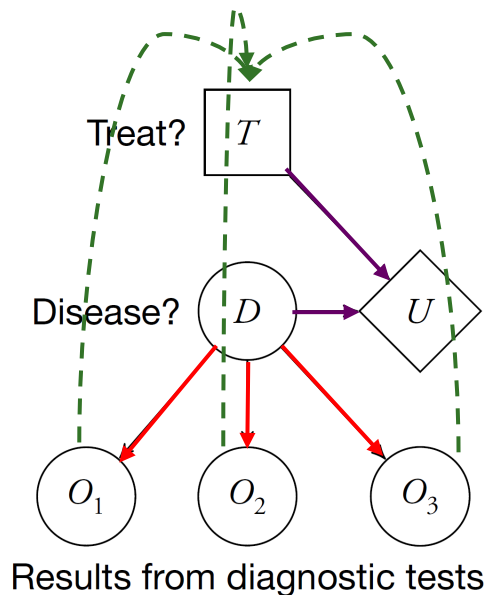 Treat? T
Disease? D U
O₁ O₂ O₃
Results from diagnostic tests